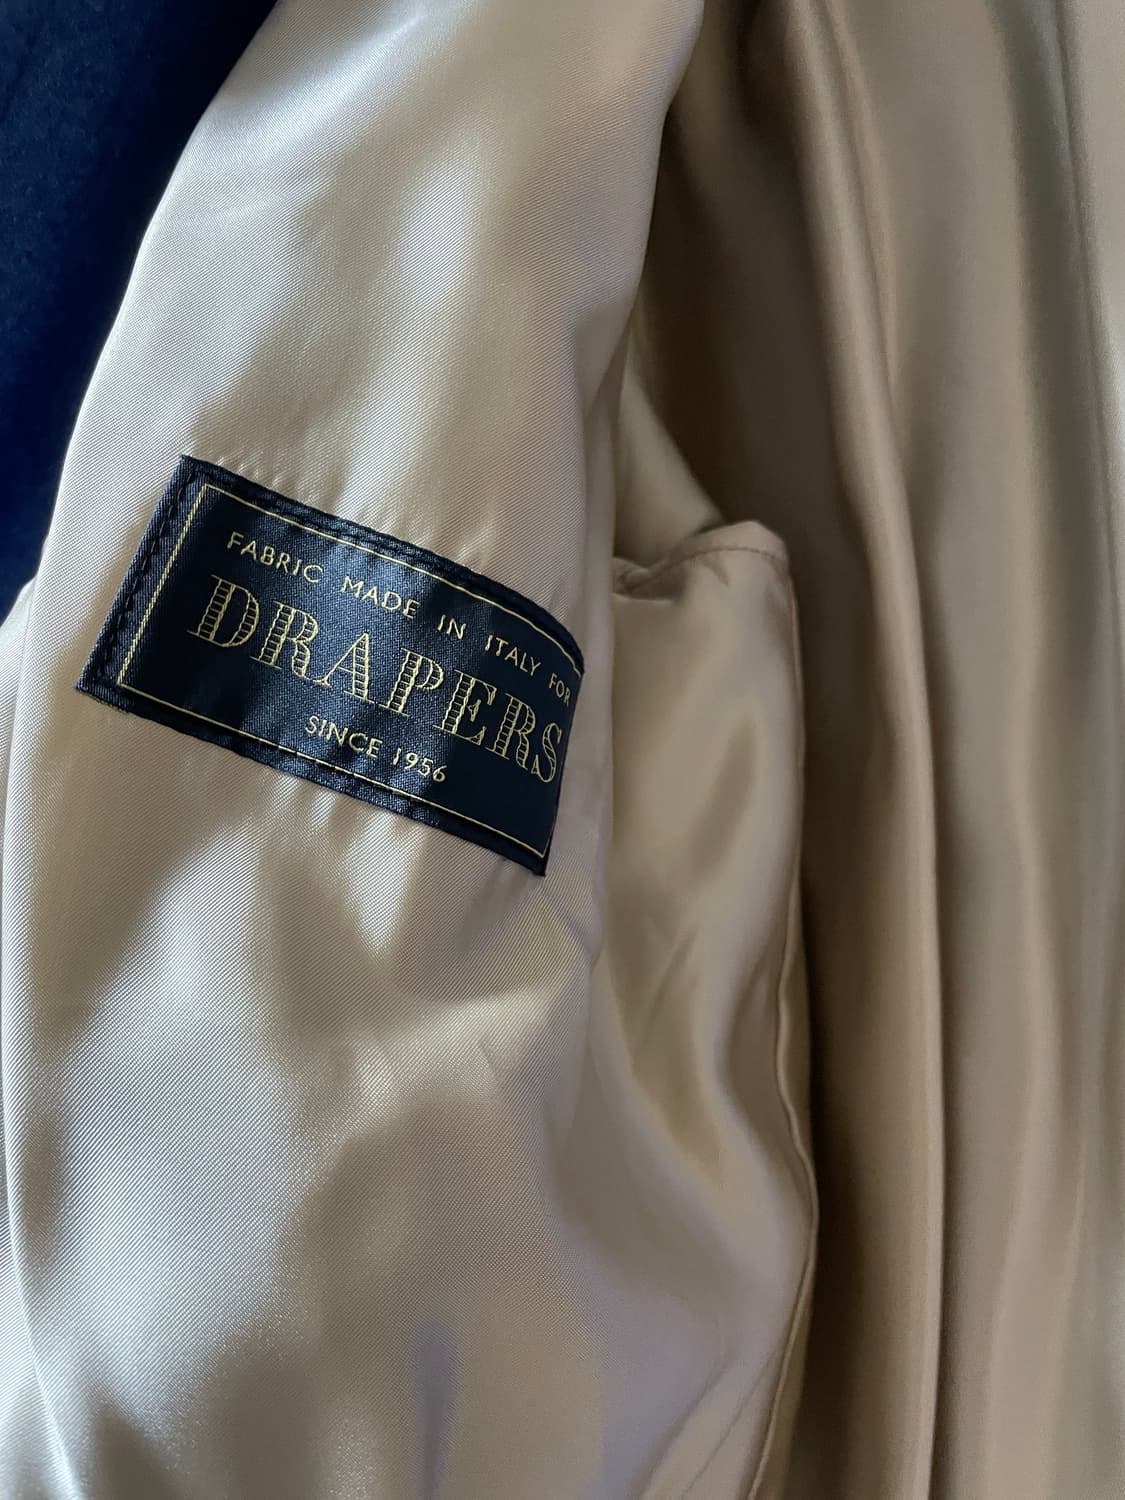 FABRIC MADE IN ITALY FOR
DRAPERS
SINCE 1956